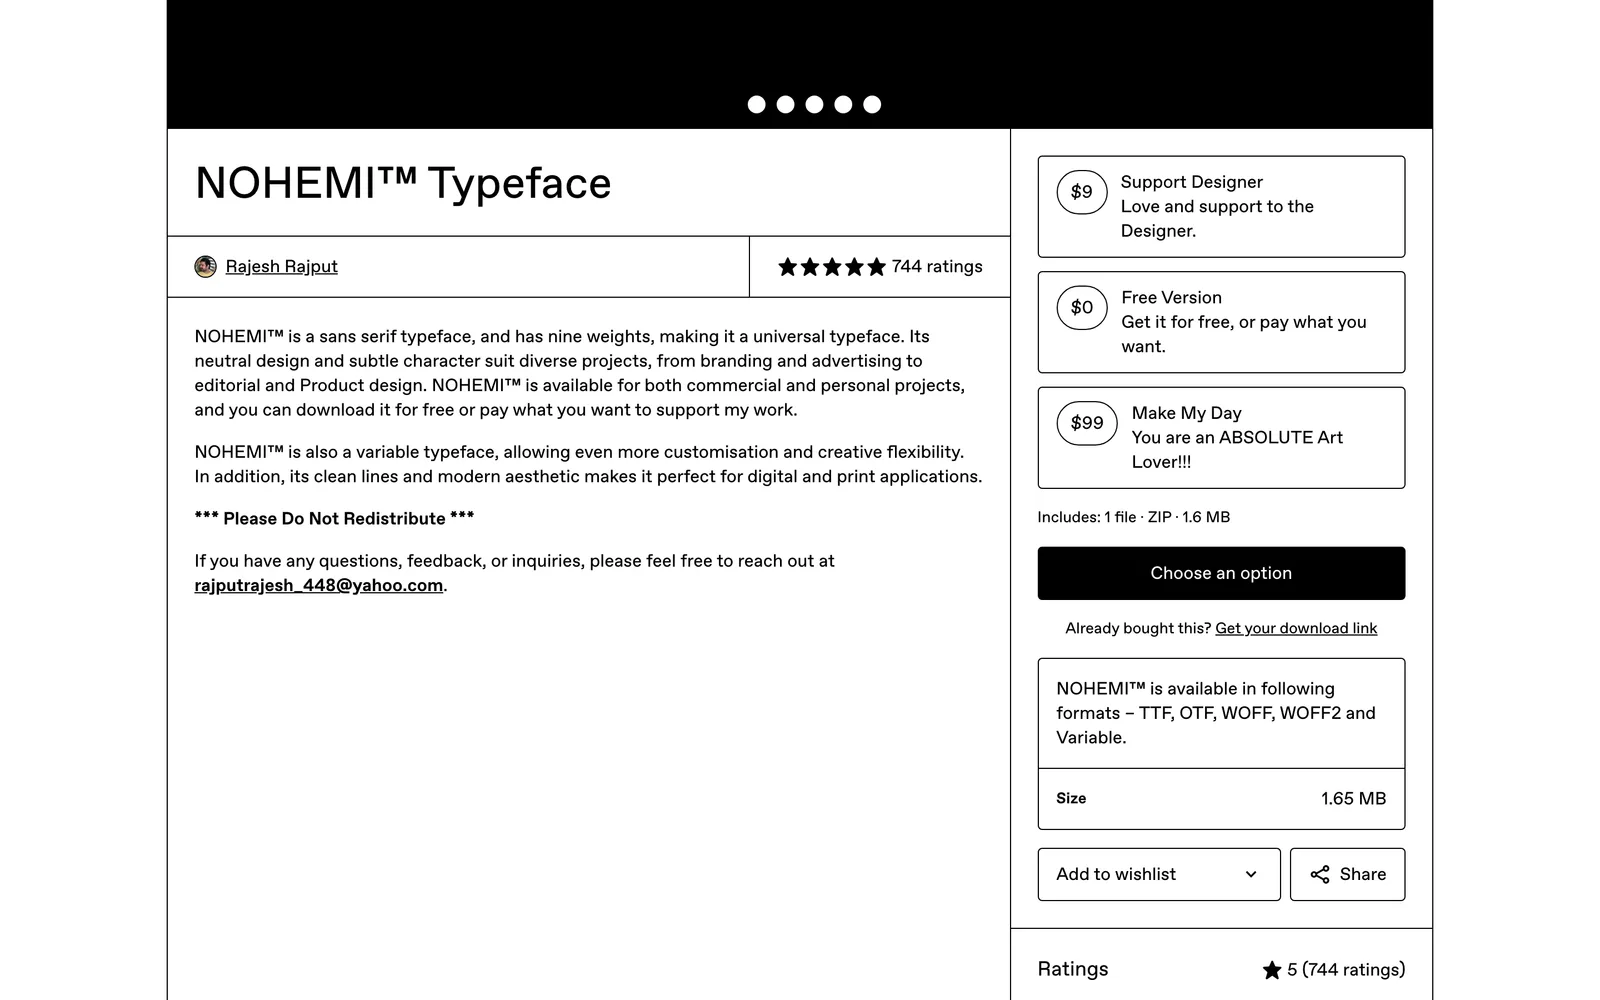 NOHEMI™ Typeface
Rajesh Rajput
744 ratings
NOHEMI™ is a sans serif typeface, and has nine weights, making it a universal typeface. Its
neutral design and subtle character suit diverse projects, from branding and advertising to
editorial and Product design. NOHEMI™ is available for both commercial and personal projects,
and you can download it for free or pay what you want to support my work.
NOHEMI™ is also a variable typeface, allowing even more customisation and creative flexibility.
In addition, its clean lines and modern aesthetic makes it perfect for digital and print applications.
*** Please Do Not Redistribute ***
If you have any questions, feedback, or inquiries, please feel free to reach out at
rajputrajesh_448@yahoo.com.
$9
Support Designer
Love and support to the
Designer.
$0
Free Version
Get it for free, or pay what you
want.
$99
Make My Day
You are an ABSOLUTE Art
Lover!!!
Includes: 1 file · ZIP · 1.6 MB
Choose an option
Already bought this? Get your download link
NOHEMI™ is available in following
formats – TTF, OTF, WOFF, WOFF2 and
Variable.
Size 1.65 MB
Add to wishlist
Share
Ratings 5 (744 ratings)